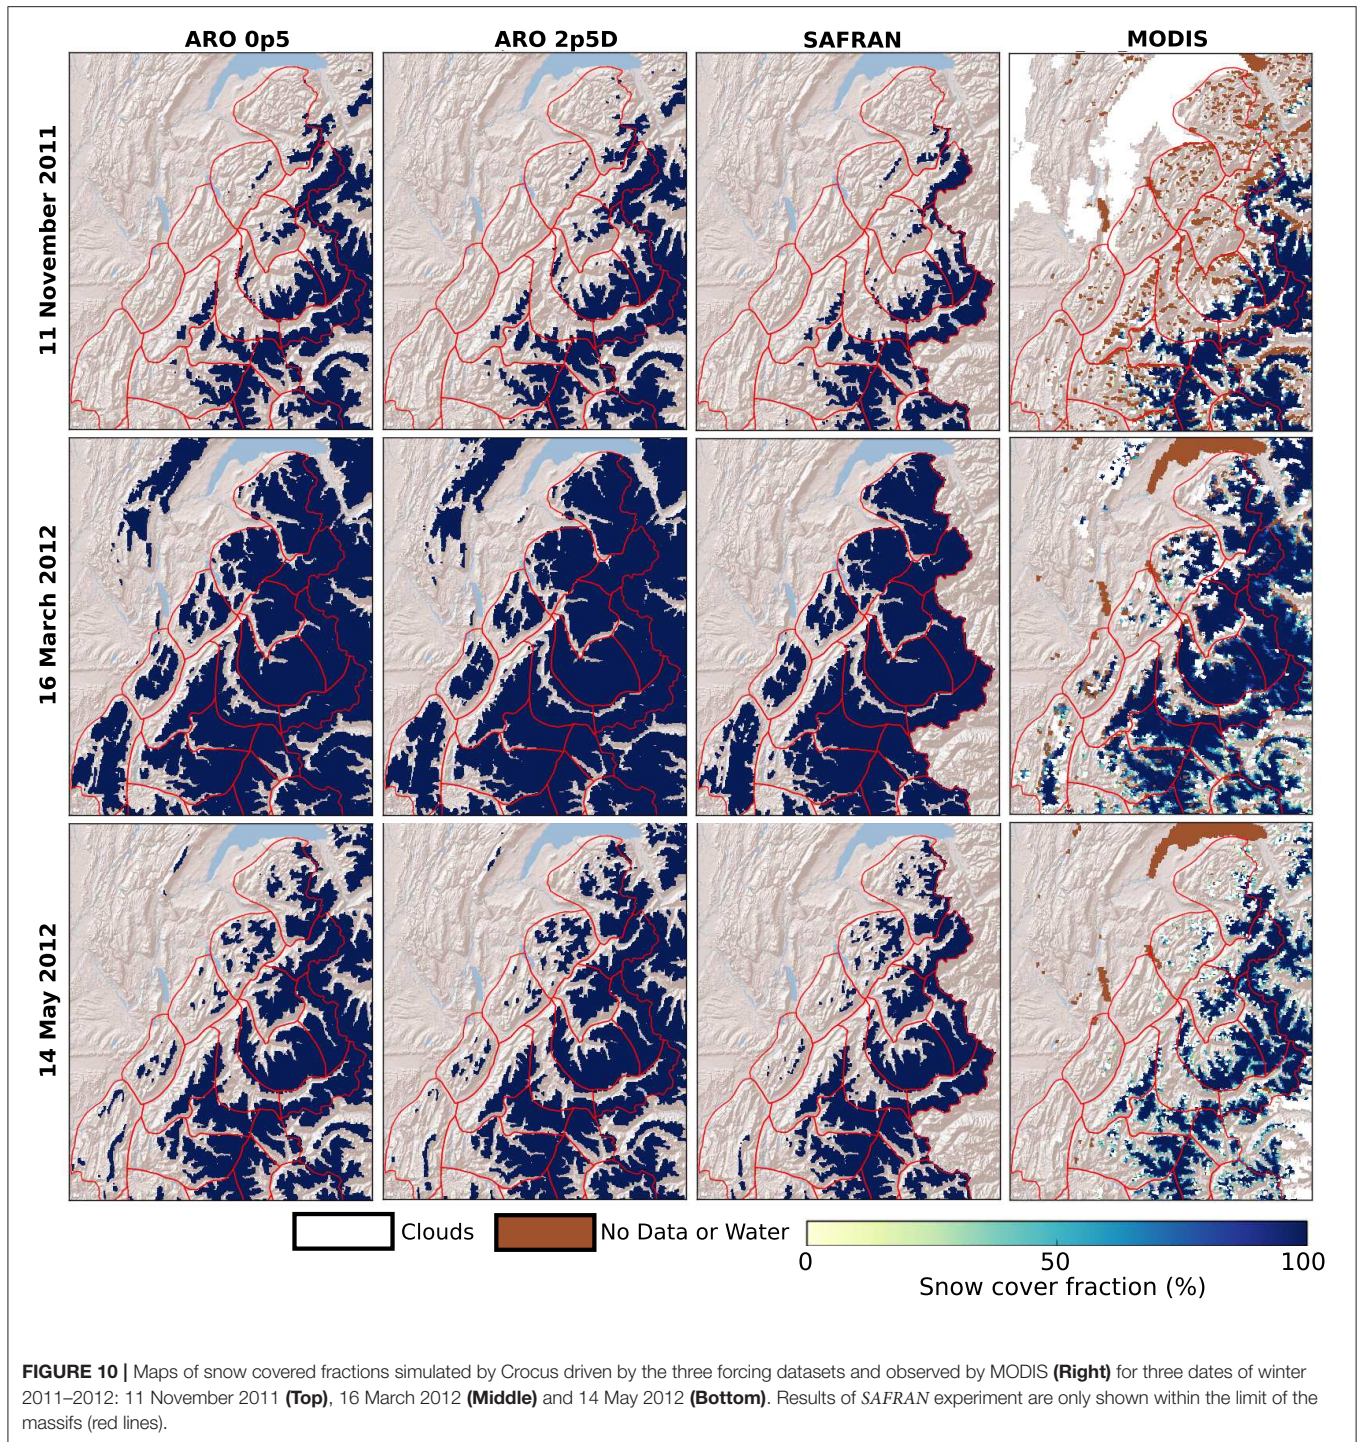 ARO 0p5
ARO 2p5D
SAFRAN
MODIS
11 November 2011
16 March 2012
14 May 2012
Clouds
No Data or Water
0
50
100
Snow cover fraction (%)
FIGURE 10 | Maps of snow covered fractions simulated by Crocus driven by the three forcing datasets and observed by MODIS (Right) for three dates of winter
2011–2012: 11 November 2011 (Top), 16 March 2012 (Middle) and 14 May 2012 (Bottom). Results of SAFRAN experiment are only shown within the limit of the
massifs (red lines).